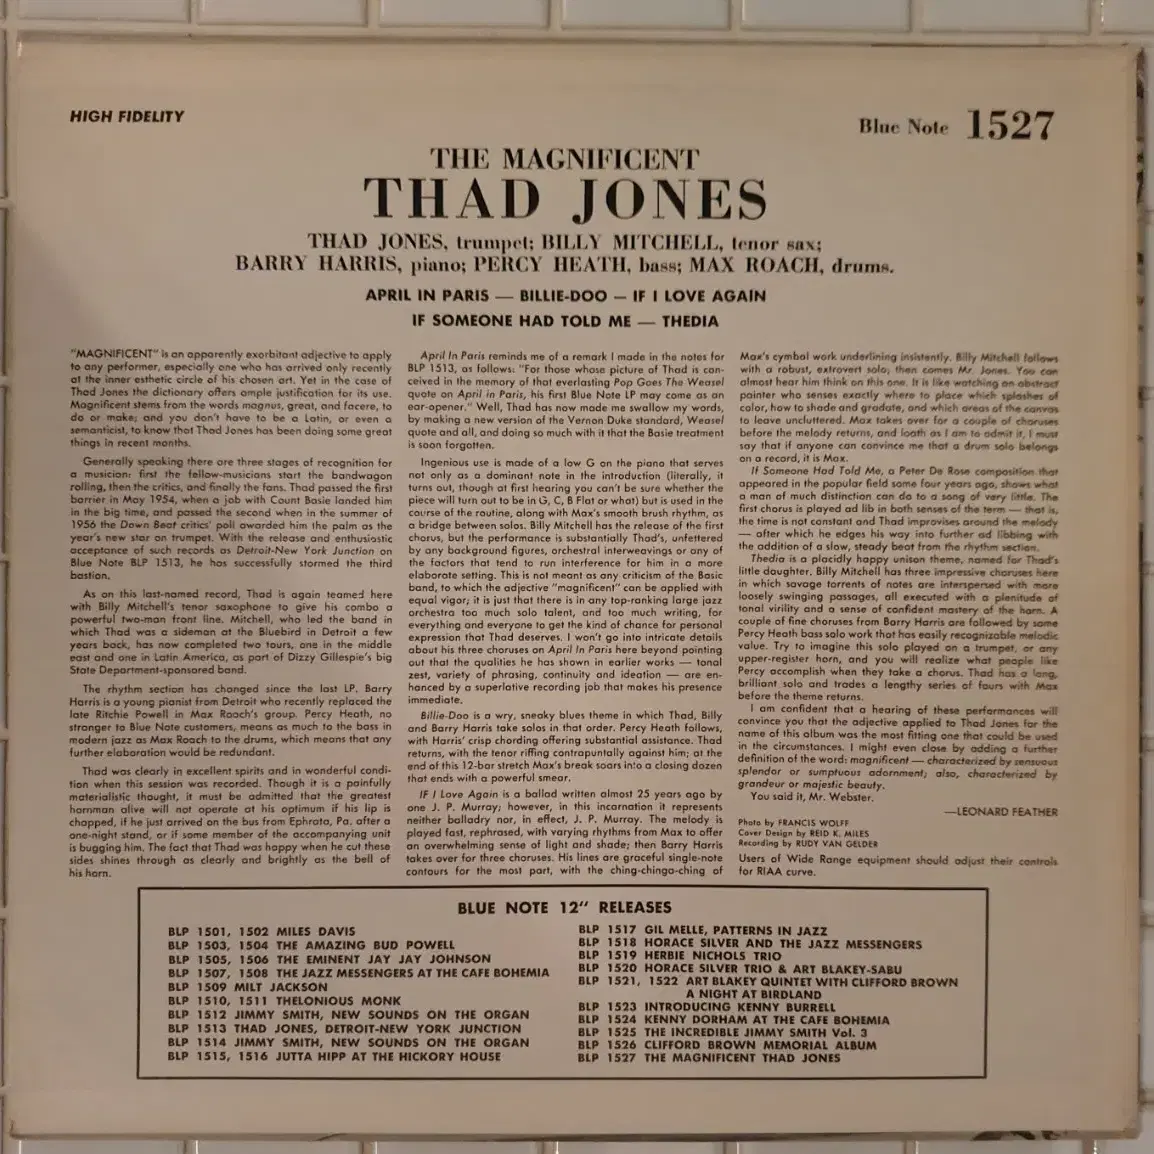 HIGH FIDELITY
Blue Note 1527
THE MAGNIFICENT
THAD JONES
THAD JONES, trumpet; BILLY MITCHELL, tenor sax;
BARRY HARRIS, piano; PERCY HEATH, bass; MAX ROACH, drums.
APRIL IN PARIS — BILLIE-DOO — IF I LOVE AGAIN
IF SOMEONE HAD TOLD ME — THEDIA
"MAGNIFICENT" is an apparently exorbitant adjective to apply
to any performer, especially one who has arrived only recently
at the inner esthetic circle of his chosen art. Yet in the case of
Thad Jones the dictionary offers ample justification for its use.
Magnificent stems from the words magnus, great, and facere, to
do or make; and you don't have to be a Latin, or even a
semanticist, to know that Thad Jones has been doing some great
things in recent months.
Generally speaking there are three stages of recognition for
a musician: first the fellow-musicians start the bandwagon
rolling, then the critics, and finally the fans. Thad passed the first
barrier in May 1954, when a job with Count Basie landed him
in the big time, and passed the second when in the summer of
1956 the Down Beat critics' poll awarded him the palm as the
year's new star on trumpet. With the release and enthusiastic
acceptance of such records as Detroit-New York Junction on
Blue Note BLP 1513, he has successfully stormed the third
bastion.
As on this last-named record, Thad is again teamed here
with Billy Mitchell's tenor saxophone to give his combo a
powerful two-man front line. Mitchell, who led the band in
which Thad was a sideman at the Bluebird in Detroit a few
years back, has now completed two tours, one in the middle
east and one in Latin America, as part of Dizzy Gillespie's big
State Department-sponsored band.
The rhythm section has changed since the last LP. Barry
Harris is a young pianist from Detroit who recently replaced the
late Ritchie Powell in Max Roach's group. Percy Heath, no
stranger to Blue Note customers, means as much to the bass in
modern jazz as Max Roach to the drums, which means that any
further elaboration would be redundant.
Thad was clearly in excellent spirits and in wonderful condi-
tion when this session was recorded. Though it is a painfully
materialistic thought, it must be admitted that the greatest
hornman alive will not operate at his optimum if his lip is
chapped, if he just arrived on the bus from Ephrata, Pa. after a
one-night stand, or if some member of the accompanying unit
is bugging him. The fact that Thad was happy when he cut these
sides shines through as clearly and brightly as the bell of
his horn.
April In Paris reminds me of a remark I made in the notes for
BLP 1513, as follows: "For those whose picture of Thad is con-
ceived in the memory of that everlasting Pop Goes The Weasel
quote on April in Paris, his first Blue Note LP may come as an
ear-opener." Well, Thad has now made me swallow my words,
by making a new version of the Vernon Duke standard, Weasel
quote and all, and doing so much with it that the Basie treatment
is soon forgotten.
Ingenious use is made of a low G on the piano that serves
not only as a dominant note in the introduction (literally, it
turns out, though at first hearing you can't be sure whether the
piece will turn out to be in G, C, B Flat or what) but is used in the
course of the routine, along with Max's smooth brush rhythm, as
a bridge between solos. Billy Mitchell has the release of the first
chorus, but the performance is substantially Thad's, unfettered
by any background figures, orchestral interweavings or any of
the factors that tend to run interference for him in a more
elaborate setting. This is not meant as any criticism of the Basic
band, to which the adjective "magnificent" can be applied with
equal vigor; it is just that there is in any top-ranking large jazz
orchestra too much solo talent, and too much writing, for
everything and everyone to get the kind of chance for personal
expression that Thad deserves. I won't go into intricate details
about his three choruses on April In Paris here beyond pointing
out that the qualities he has shown in earlier works — tonal
zest, variety of phrasing, continuity and ideation — are en-
hanced by a superlative recording job that makes his presence
immediate.
Billie-Doo is a wry, sneaky blues theme in which Thad, Billy
and Barry Harris take solos in that order. Percy Heath follows,
with Harris' crisp chording offering substantial assistance. Thad
returns, with the tenor riffing contrapuntally against him; at the
end of this 12-bar stretch Max's break soars into a closing dozen
that ends with a powerful smear.
IF I Love Again is a ballad written almost 25 years ago by
one J. P. Murray; however, in this incarnation it represents
neither balladry nor, in effect, J. P. Murray. The melody is
played fast, rephrased, with varying rhythms from Max to offer
an overwhelming sense of light and shade; then Barry Harris
takes over for three choruses. His lines are graceful single-note
contours for the most part, with the ching-chinga-ching of
Max's cymbal work underlining insistently. Billy Mitchell follows
with a robust, extrovert solo; then comes Mr. Jones. You can
almost hear him think on this one. It is like watching an abstract
painter who senses exactly where to place which splashes of
color, how to shade and gradate, and which areas of the canvas
to leave uncluttered. Max takes over for a couple of choruses
before the melody returns, and loath as I am to admit it, I must
say that if anyone can convince me that a drum solo belongs
on a record, it is Max.
If Someone Had Told Me, a Peter De Rose composition that
appeared in the popular field some four years ago, shows what
a man of much distinction can do to a song of very little. The
first chorus is played ad lib in both senses of the term — that is,
the time is not constant and Thad improvises around the melody
— after which he edges his way into further ad libbing with
the addition of a slow, steady beat from the rhythm section.
Thedia is a placidly happy unison theme, named for Thad's
little daughter. Billy Mitchell has three impressive choruses here
in which savage torrents of notes are interspersed with more
loosely swinging passages, all executed with a plenitude of
tonal virility and a sense of confident mastery of the horn. A
couple of fine choruses from Barry Harris are followed by some
Percy Heath bass solo work that has easily recognizable melodic
value. Try to imagine this solo played on a trumpet, or any
upper-register horn, and you will realize what people like
Percy accomplish when they take a chorus. Thad has a long,
brilliant solo and trades a lengthy series of fours with Max
before the theme returns.
I am confident that a hearing of these performances will
convince you that the adjective applied to Thad Jones for the
name of this album was the most fitting one that could be used
in the circumstances. I might even close by adding a further
definition of the word: magnificent — characterized by sensuous
splendor or sumptuous adornment; also, characterized by
grandeur or majestic beauty.
You said it, Mr. Webster.
—LEONARD FEATHER
Photo by FRANCIS WOLFF
Cover Design by REID K. MILES
Recording by RUDY VAN GELDER
Users of Wide Range equipment should adjust their controls
for RIAA curve.
BLUE NOTE 12" RELEASES
BLP 1501, 1502 MILES DAVIS
BLP 1503, 1504 THE AMAZING BUD POWELL
BLP 1505, 1506 THE EMINENT JAY JAY JOHNSON
BLP 1507, 1508 THE JAZZ MESSENGERS AT THE CAFE BOHEMIA
BLP 1509 MILT JACKSON
BLP 1510, 1511 THELONIOUS MONK
BLP 1512 JIMMY SMITH, NEW SOUNDS ON THE ORGAN
BLP 1513 THAD JONES, DETROIT-NEW YORK JUNCTION
BLP 1514 JIMMY SMITH, NEW SOUNDS ON THE ORGAN
BLP 1515, 1516 JUTTA HIPP AT THE HICKORY HOUSE
BLP 1517 GIL MELLE, PATTERNS IN JAZZ
BLP 1518 HORACE SILVER AND THE JAZZ MESSENGERS
BLP 1519 HERBIE NICHOLS TRIO
BLP 1520 HORACE SILVER TRIO & ART BLAKEY-SABU
BLP 1521, 1522 ART BLAKEY QUINTET WITH CLIFFORD BROWN
A NIGHT AT BIRDLAND
BLP 1523 INTRODUCING KENNY BURRELL
BLP 1524 KENNY DORHAM AT THE CAFE BOHEMIA
BLP 1525 THE INCREDIBLE JIMMY SMITH Vol. 3
BLP 1526 CLIFFORD BROWN MEMORIAL ALBUM
BLP 1527 THE MAGNIFICENT THAD JONES